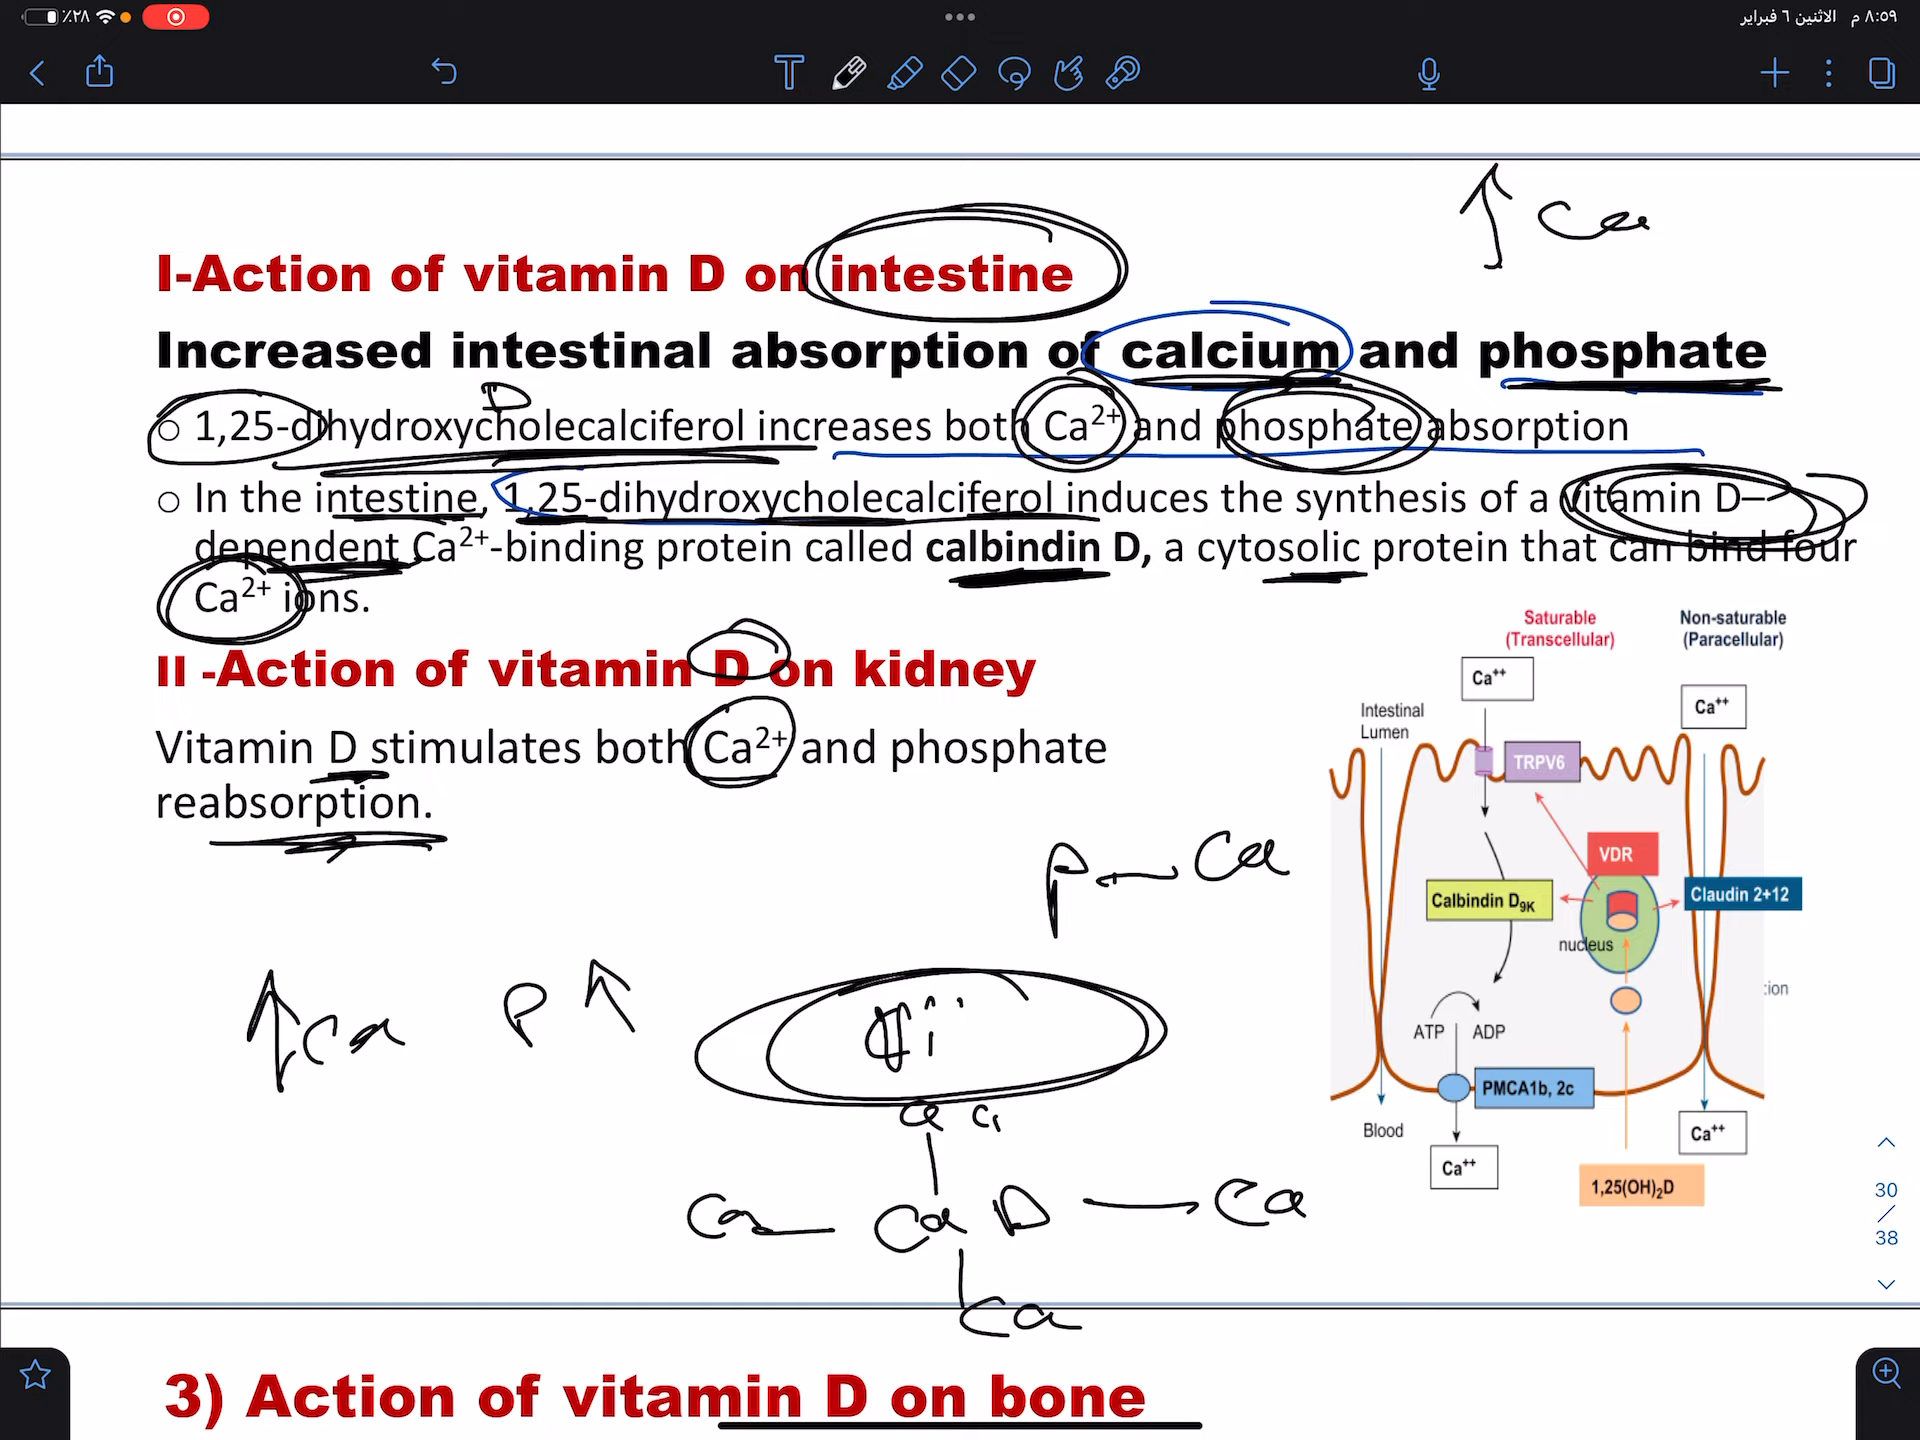 ٪٢٨
٨:٥٩ م الاثنين ٦ فبراير
Ca
I-Action of vitamin D on intestine
Increased intestinal absorption of calcium and phosphate
D
○ 1,25-dihydroxycholecalciferol increases both Ca²⁺ and phosphate absorption
○ In the intestine, 1,25-dihydroxycholecalciferol induces the synthesis of a vitamin D–
dependent Ca²⁺-binding protein called calbindin D, a cytosolic protein that can bind four
Ca²⁺ ions.
II -Action of vitamin D on kidney
Vitamin D stimulates both Ca²⁺ and phosphate
reabsorption.
P Ca
Ca P
Ca Ca D Ca
Ca
Saturable
(Transcellular)
Non-saturable
(Paracellular)
Ca⁺⁺
Ca⁺⁺
Intestinal
Lumen
TRPV6
VDR
Calbindin D9K
Claudin 2+12
nucleus
tion
ATP ADP
PMCA1b, 2c
Blood
Ca⁺⁺
Ca⁺⁺
1,25(OH)₂D
30
/
38
3) Action of vitamin D on bone